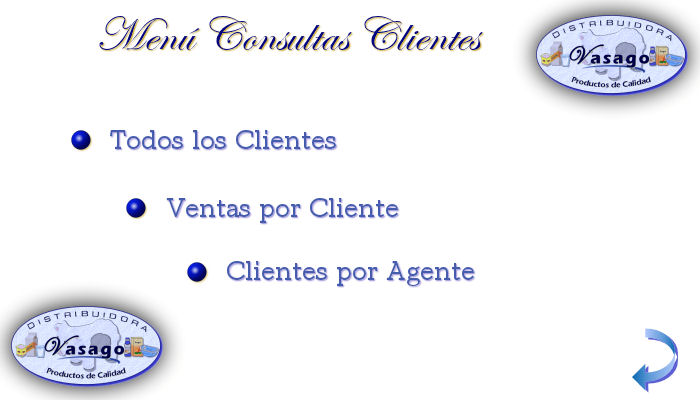 Menú Consultas Clientes
DISTRIBUIDORA
Vasago
Productos de Calidad
Todos los Clientes
Ventas por Cliente
Clientes por Agente
DISTRIBUIDORA
Vasago
Productos de Calidad